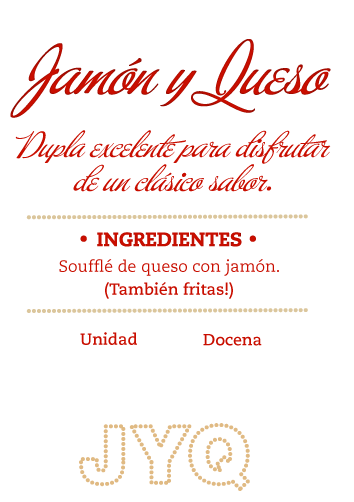 Jamón y Queso
Dupla excelente para disfrutar
de un clásico sabor.
• INGREDIENTES •
Soufflé de queso con jamón.
(También fritas!)
Unidad Docena
JYQ